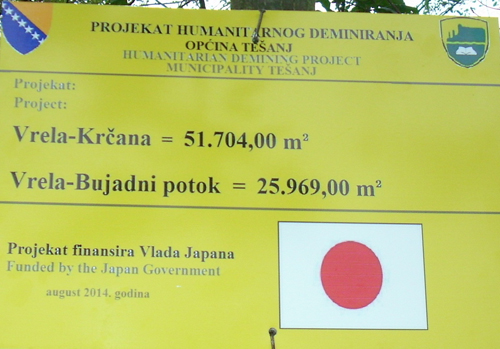 PROJEKAT HUMANITARNOG DEMINIRANJA
OPĆINA TEŠANJ
HUMANITARIAN DEMINING PROJECT
MUNICIPALITY TEŠANJ
Projekat:
Project:
Vrela-Krčana = 51.704,00 m²
Vrela-Bujadni potok = 25.969,00 m²
Projekat finansira Vlada Japana
Funded by the Japan Government
august 2014. godina